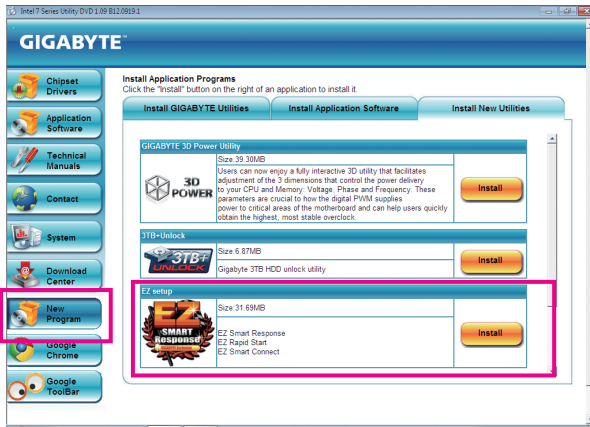 Intel 7 Series Utility DVD 1.09 B12.0919.1
GIGABYTE™
Chipset
Drivers
Application
Software
Technical
Manuals
Contact
System
Download
Center
New
Program
Google
Chrome
Google
ToolBar
Install Application Programs
Click the "Install" button on the right of an application to install it.
Install GIGABYTE Utilities
Install Application Software
Install New Utilities
GIGABYTE 3D Power Utility
3D
POWER
Size:39.30MB
Users can now enjoy a fully interactive 3D utility that facilitates
adjustment of the 3 dimensions that control the power delivery
to your CPU and Memory: Voltage, Phase and Frequency. These
parameters are crucial to how the digital PWM supplies
power to critical areas of the motherboard and can help users quickly
obtain the highest, most stable overclock.
Install
3TB+Unlock
3TB+
UNLOCK
Size:6.87MB
Gigabyte 3TB HDD unlock utility
Install
EZ setup
EZ
SMART
Response
Size:31.69MB
EZ Smart Response
EZ Rapid Start
EZ Smart Connect
Install